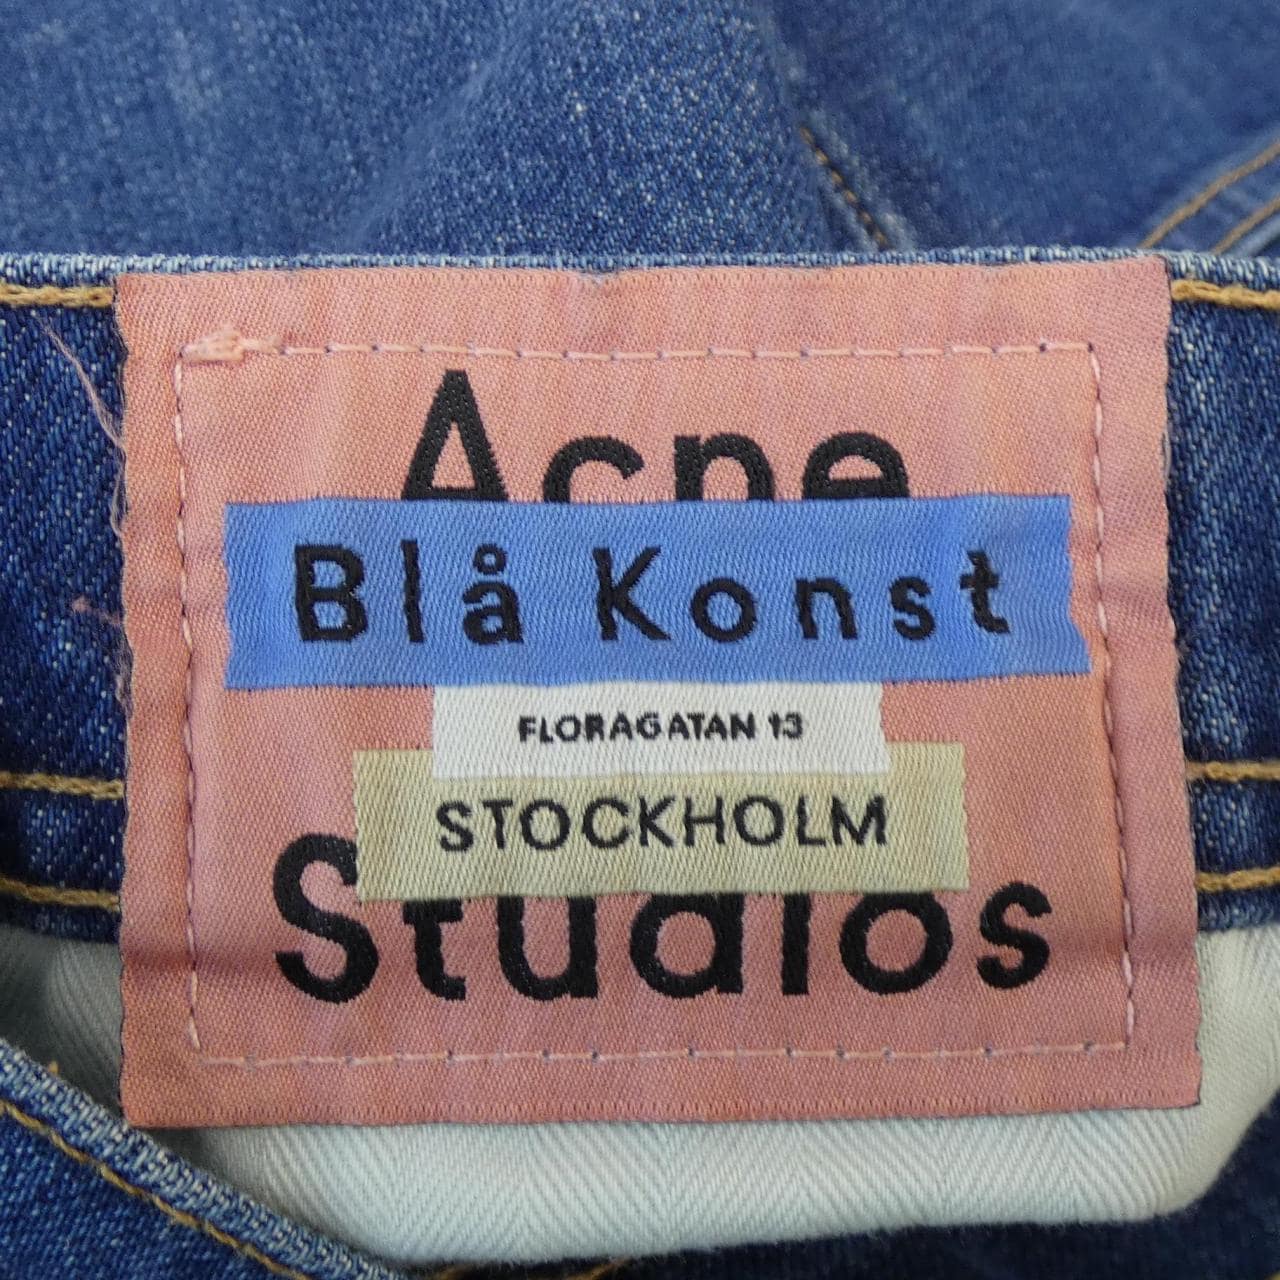 Acne
Blå Konst
FLORAGATAN 13
STOCKHOLM
Studios